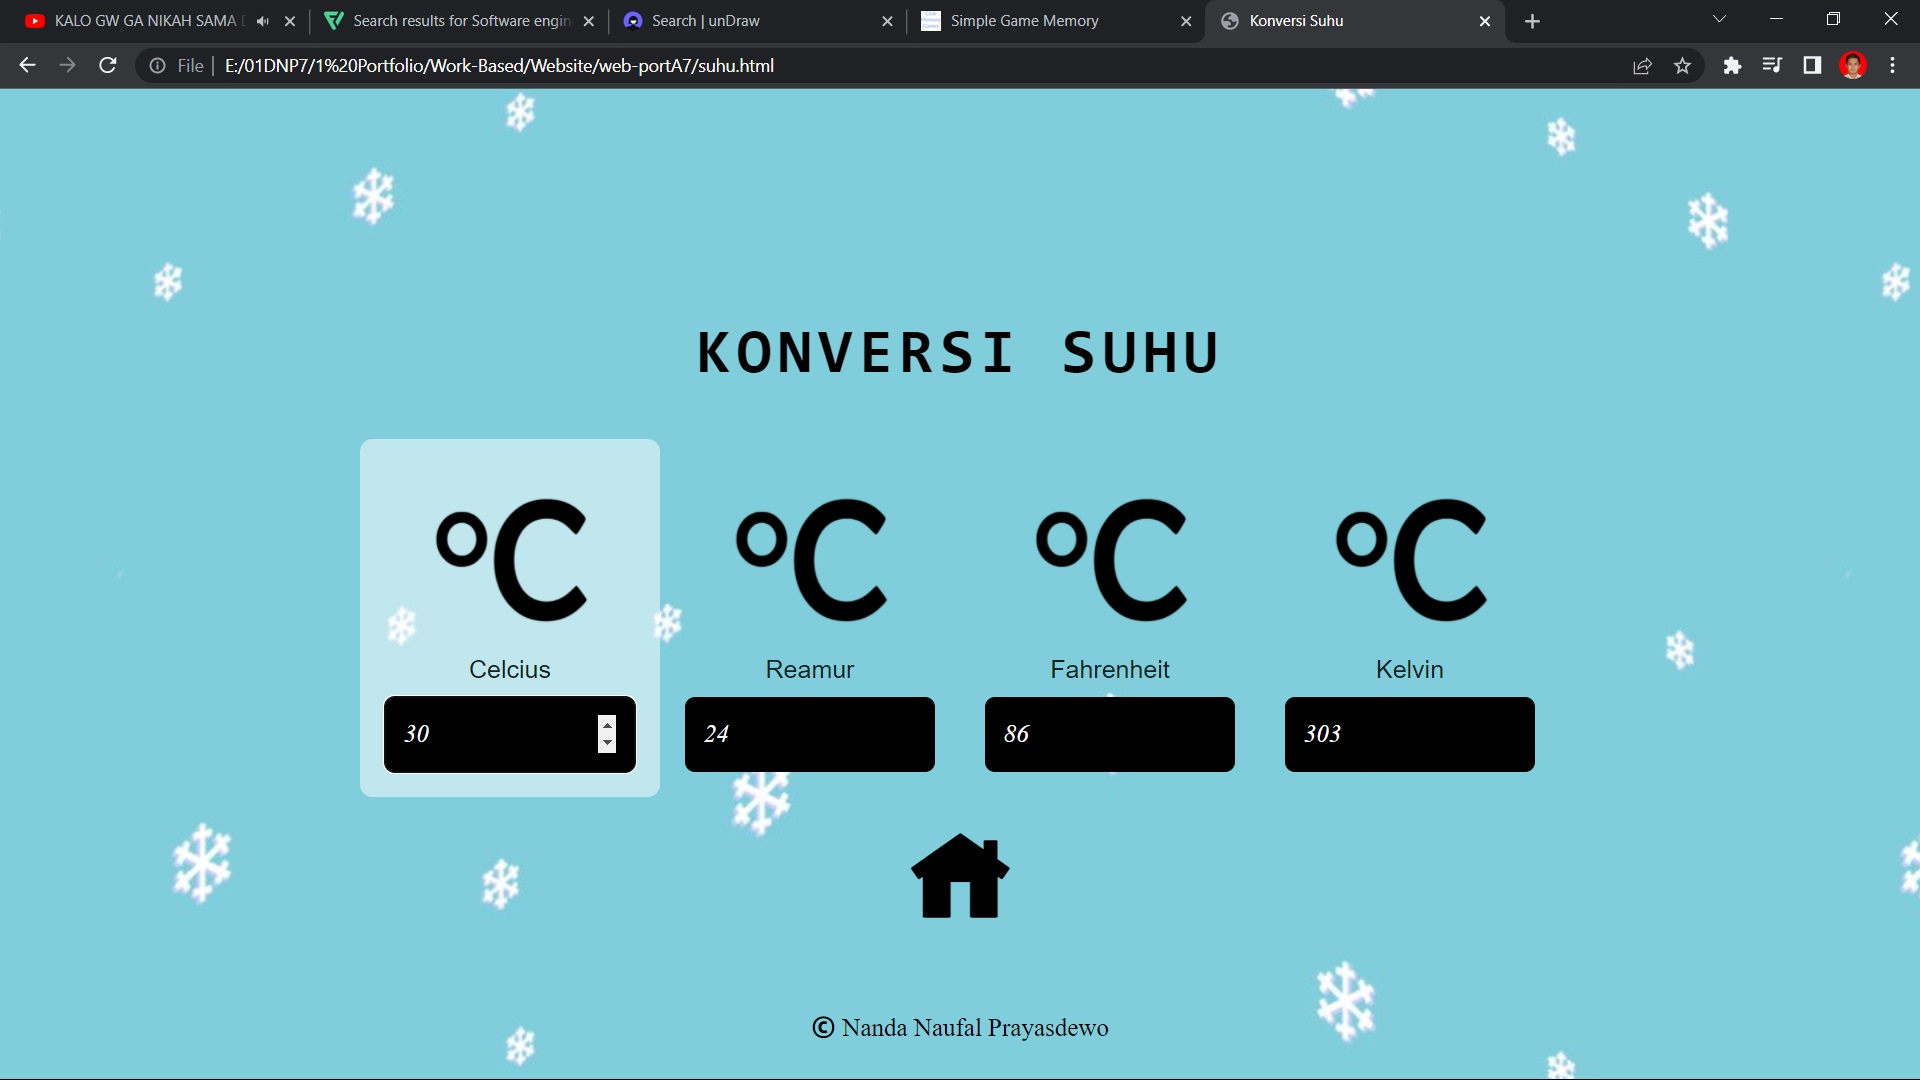 KALO GW GA NIKAH SAMA
Search results for Software engin
Search | unDraw
Simple Game Memory
Konversi Suhu
File | E:/01DNP7/1%20Portfolio/Work-Based/Website/web-portA7/suhu.html
KONVERSI SUHU
°C °C °C °C
Celcius Reamur Fahrenheit Kelvin
30 24 86 303
© Nanda Naufal Prayasdewo